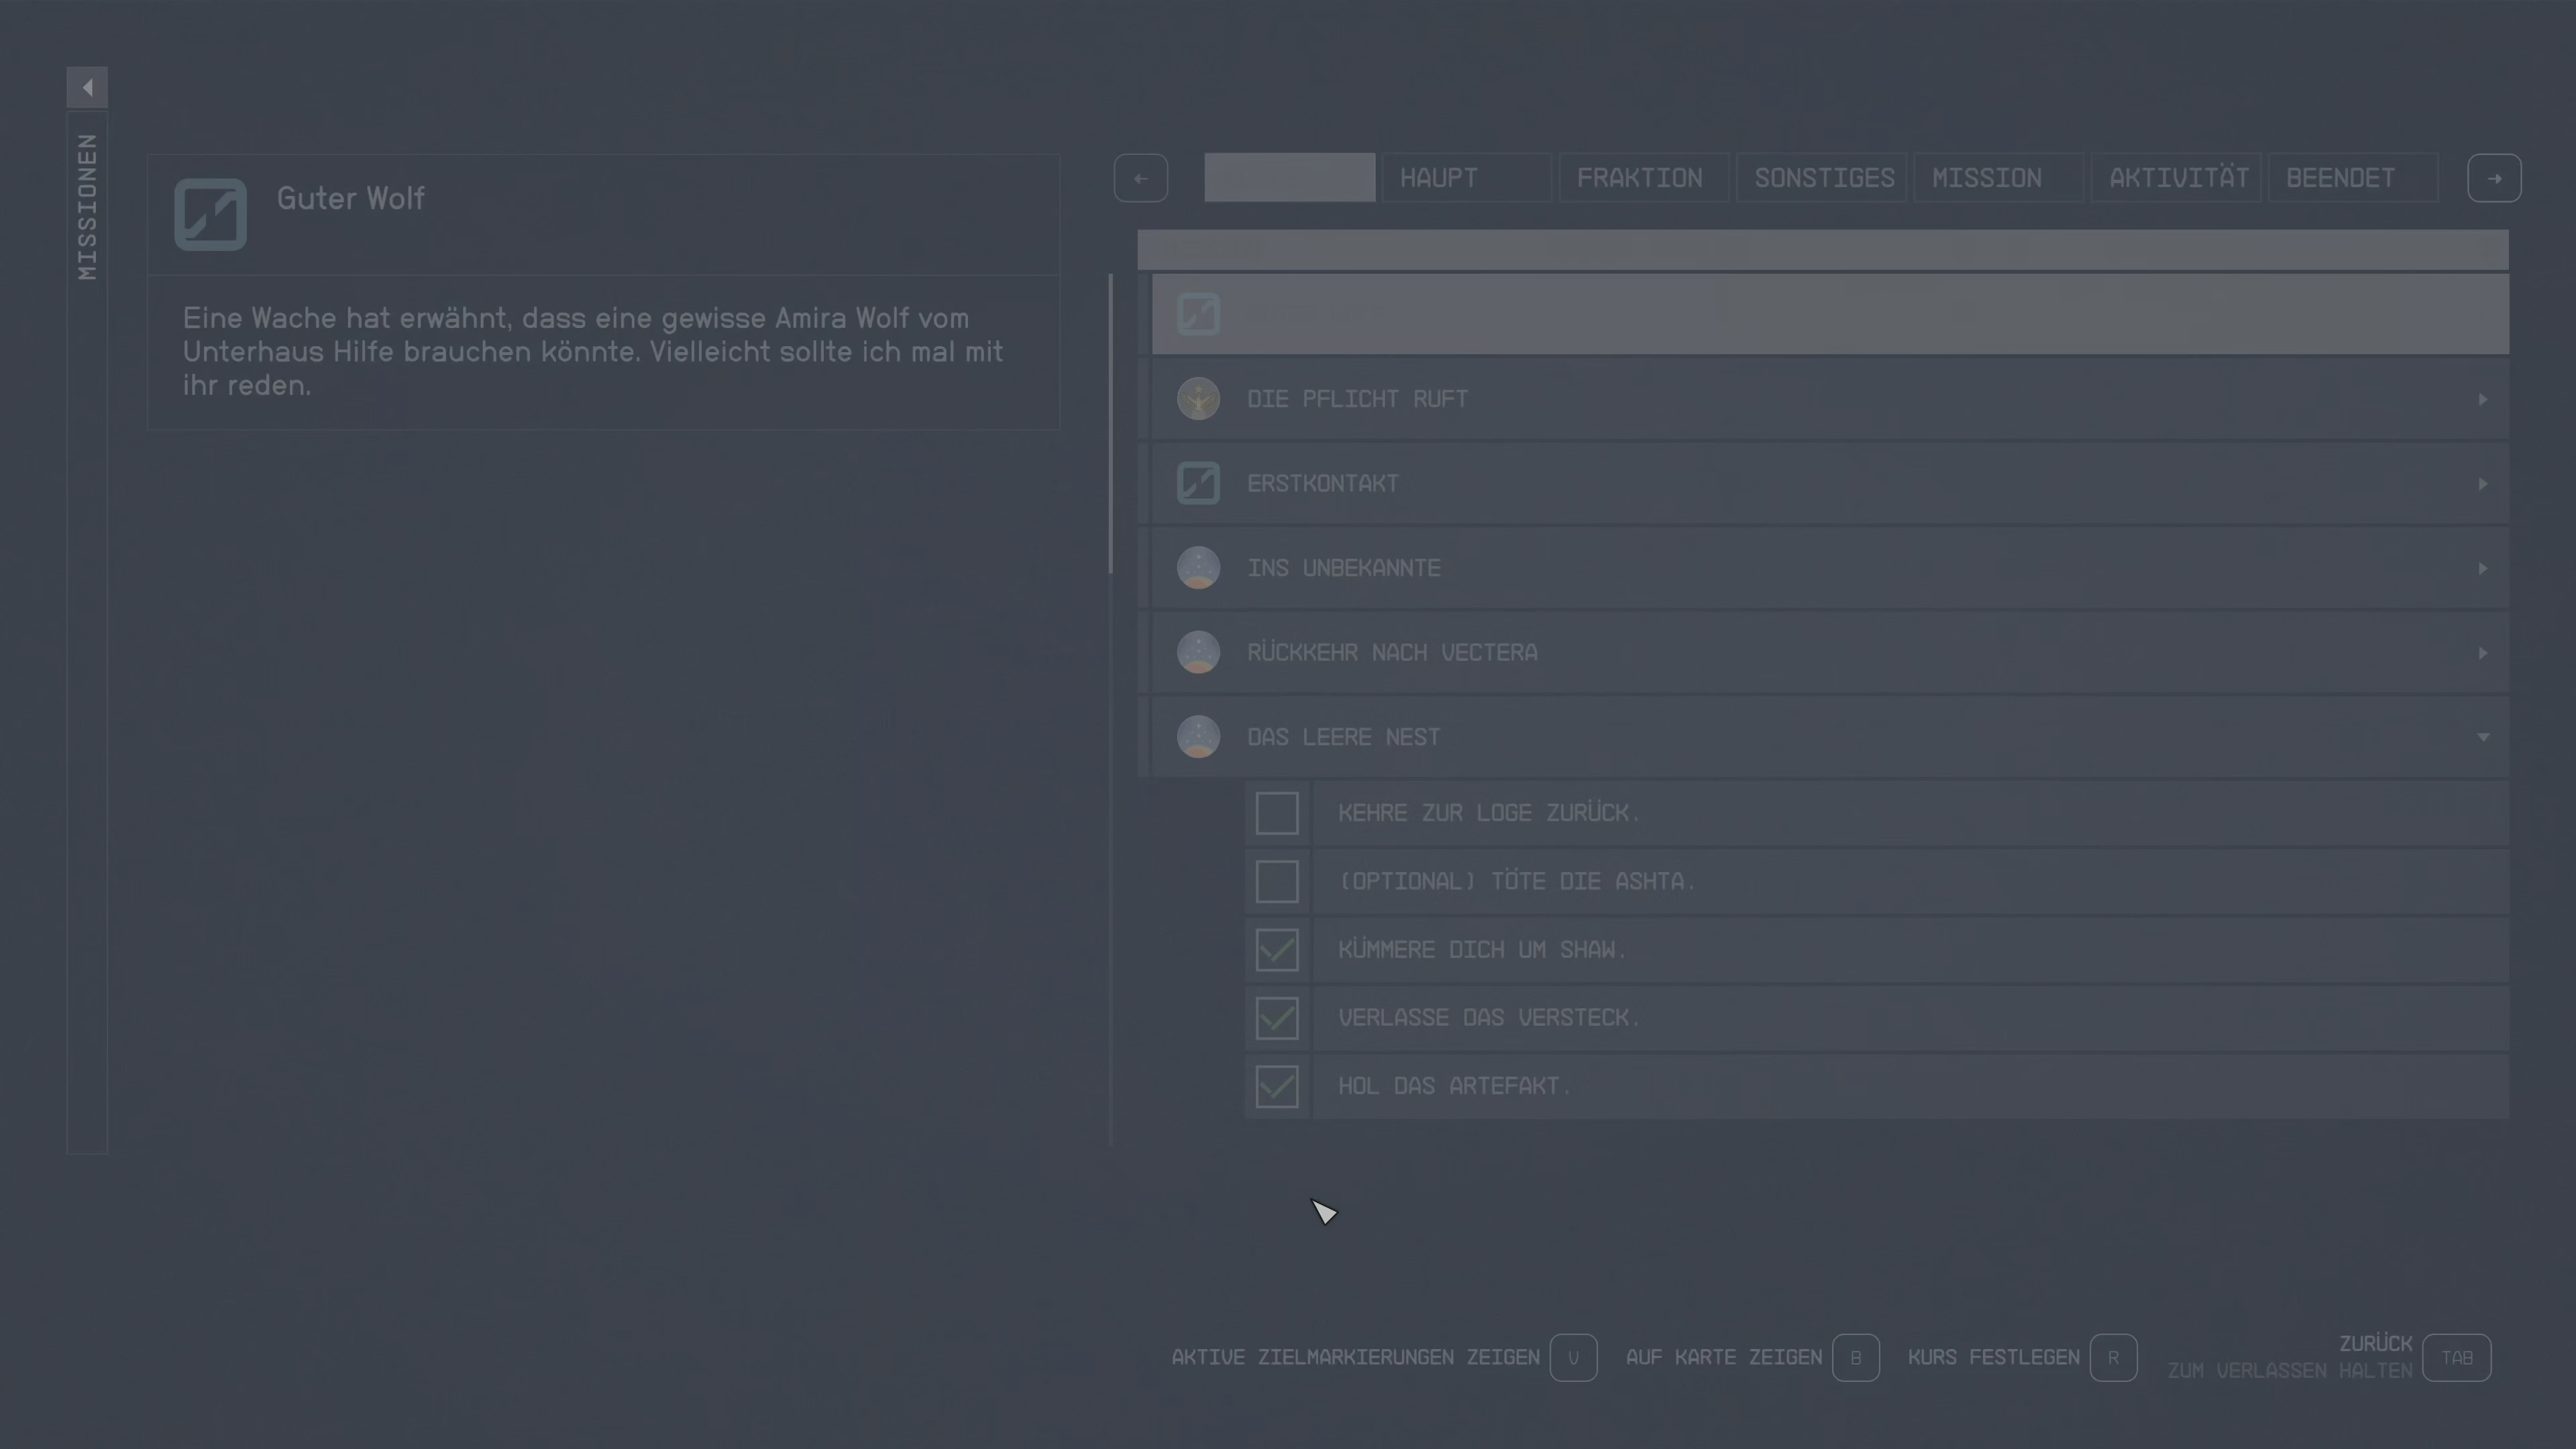 MISSIONEN
Guter Wolf
Eine Wache hat erwähnt, dass eine gewisse Amira Wolf vom
Unterhaus Hilfe brauchen könnte. Vielleicht sollte ich mal mit
ihr reden.
HAUPT
FRAKTION
SONSTIGES
MISSION
AKTIVITÄT
BEENDET
DIE PFLICHT RUFT
ERSTKONTAKT
INS UNBEKANNTE
RÜCKKEHR NACH VECTERA
DAS LEERE NEST
KEHRE ZUR LOGE ZURÜCK.
(OPTIONAL) TÖTE DIE ASHTA.
KÜMMERE DICH UM SHAW.
VERLASSE DAS VERSTECK.
HOL DAS ARTEFAKT.
AKTIVE ZIELMARKIERUNGEN ZEIGEN V
AUF KARTE ZEIGEN B
KURS FESTLEGEN R
ZURÜCK
ZUM VERLASSEN HALTEN
TAB